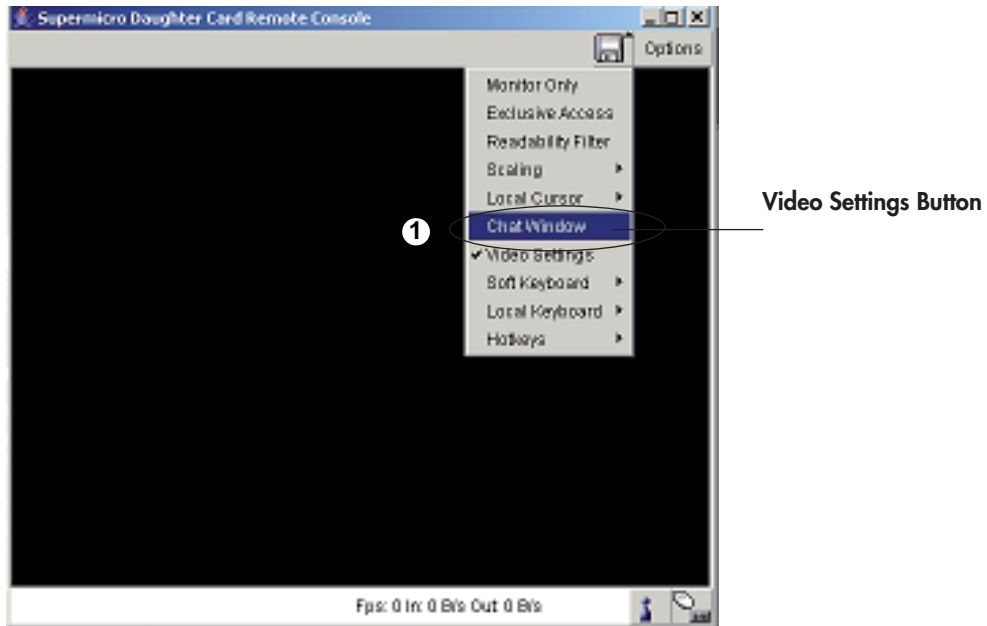 Supermicro Daughter Card Remote Console
Options
Monitor Only
Exclusive Access
Readability Filter
Scaling
Local Cursor
Chat Window
Video Settings
Soft Keyboard
Local Keyboard
Hotkeys
1
Video Settings Button
Fps: 0 In: 0 B/s Out: 0 B/s